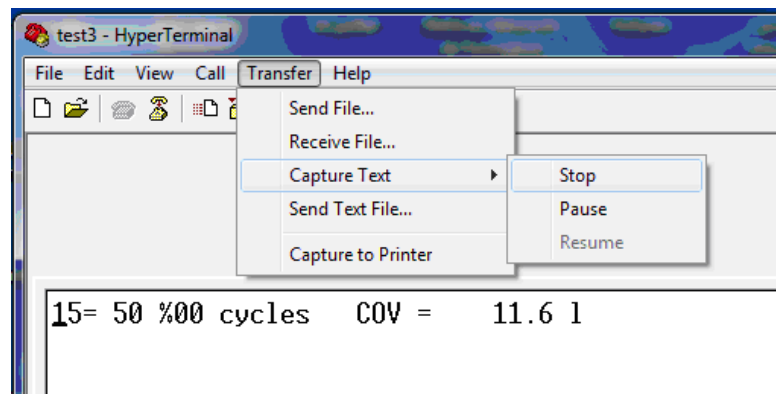 test3 - HyperTerminal
File Edit View Call Transfer Help
Send File...
Receive File...
Capture Text
Send Text File...
Capture to Printer
Stop
Pause
Resume
15= 50 %00 cycles COV = 11.6 l